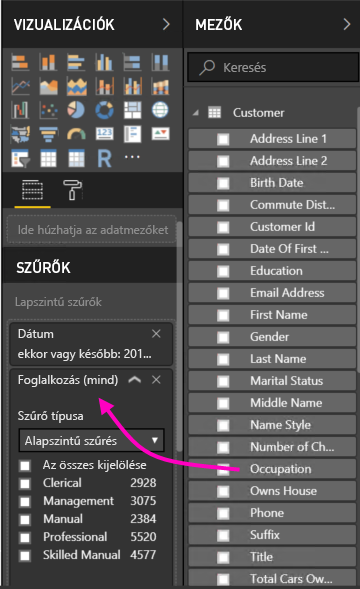 VIZUALIZÁCIÓK
123
R
Ide húzhatja az adatmezőket
SZŰRŐK
Lapszintű szűrők
Dátum
ekkor vagy később: 201...
Foglalkozás (mind)
Szűrő típusa
Alapszintű szűrés
Az összes kijelölése
Clerical 2928
Management 3075
Manual 2384
Professional 5520
Skilled Manual 4577
MEZŐK
Keresés
Customer
Address Line 1
Address Line 2
Birth Date
Commute Dist...
Customer Id
Date Of First ...
Education
Email Address
First Name
Gender
Last Name
Marital Status
Middle Name
Name Style
Number of Ch...
Occupation
Owns House
Phone
Suffix
Title
Total Cars Ow...